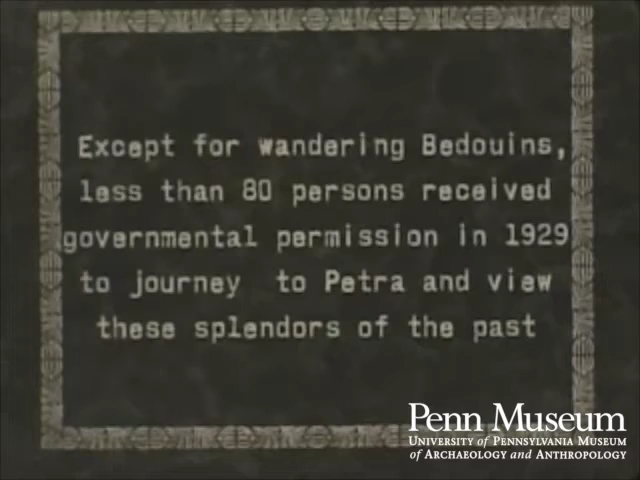 Except for wandering Bedouins,
less than 80 persons received
governmental permission in 1929
to journey to Petra and view
these splendors of the past
Penn Museum
UNIVERSITY of PENNSYLVANIA MUSEUM
of ARCHAEOLOGY and ANTHROPOLOGY